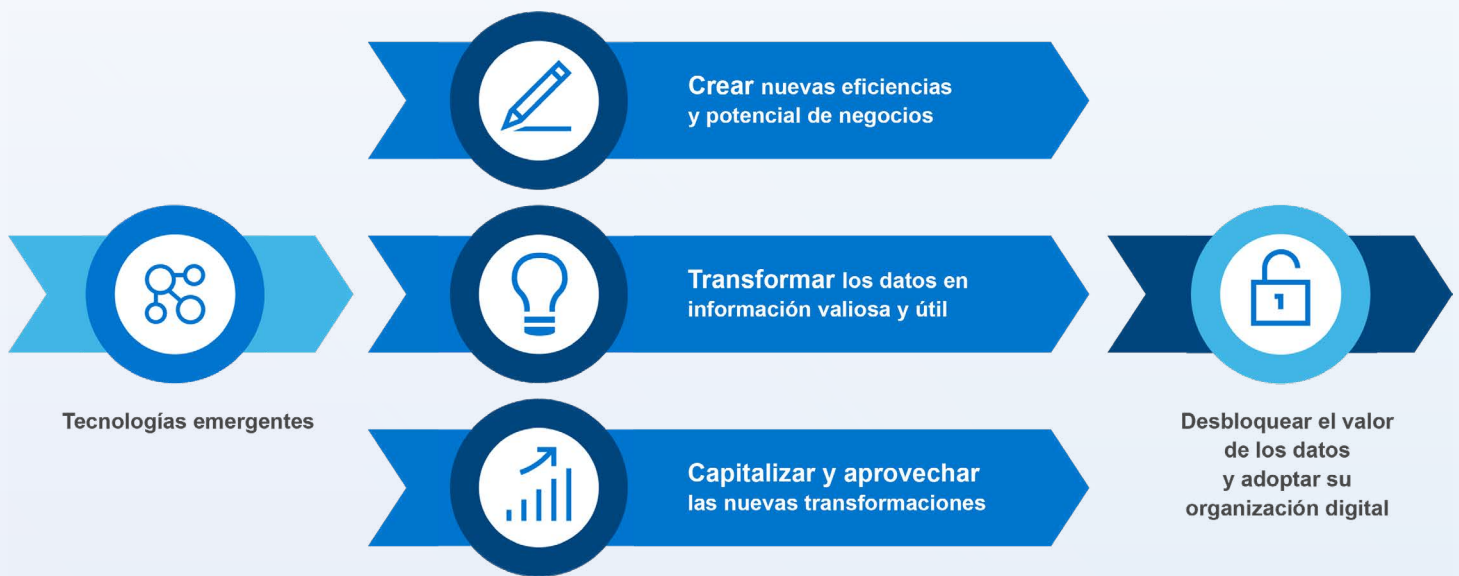 Crear nuevas eficiencias
y potencial de negocios
Tecnologías emergentes
Transformar los datos en
información valiosa y útil
Capitalizar y aprovechar
las nuevas transformaciones
Desbloquear el valor
de los datos
y adoptar su
organización digital